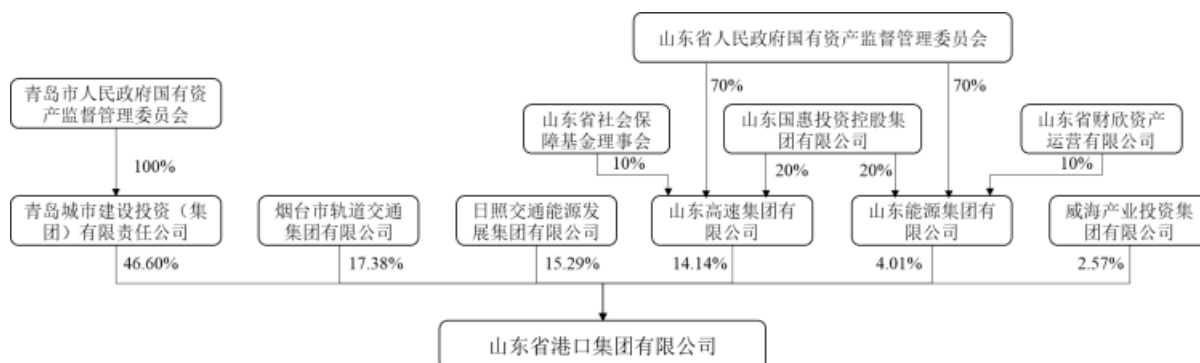 山东省人民政府国有资产监督管理委员会
青岛市人民政府国有资
产监督管理委员会
70%
70%
山东省社会保
障基金理事会
山东国惠投资控股集
团有限公司
山东省财欣资产
运营有限公司
100%
10%
20%
20%
10%
青岛城市建设投资（集
团）有限责任公司
烟台市轨道交通
集团有限公司
日照交通能源发
展集团有限公司
山东高速集团有
限公司
山东能源集团有
限公司
威海产业投资集
团有限公司
46.60%
17.38%
15.29%
14.14%
4.01%
2.57%
山东省港口集团有限公司